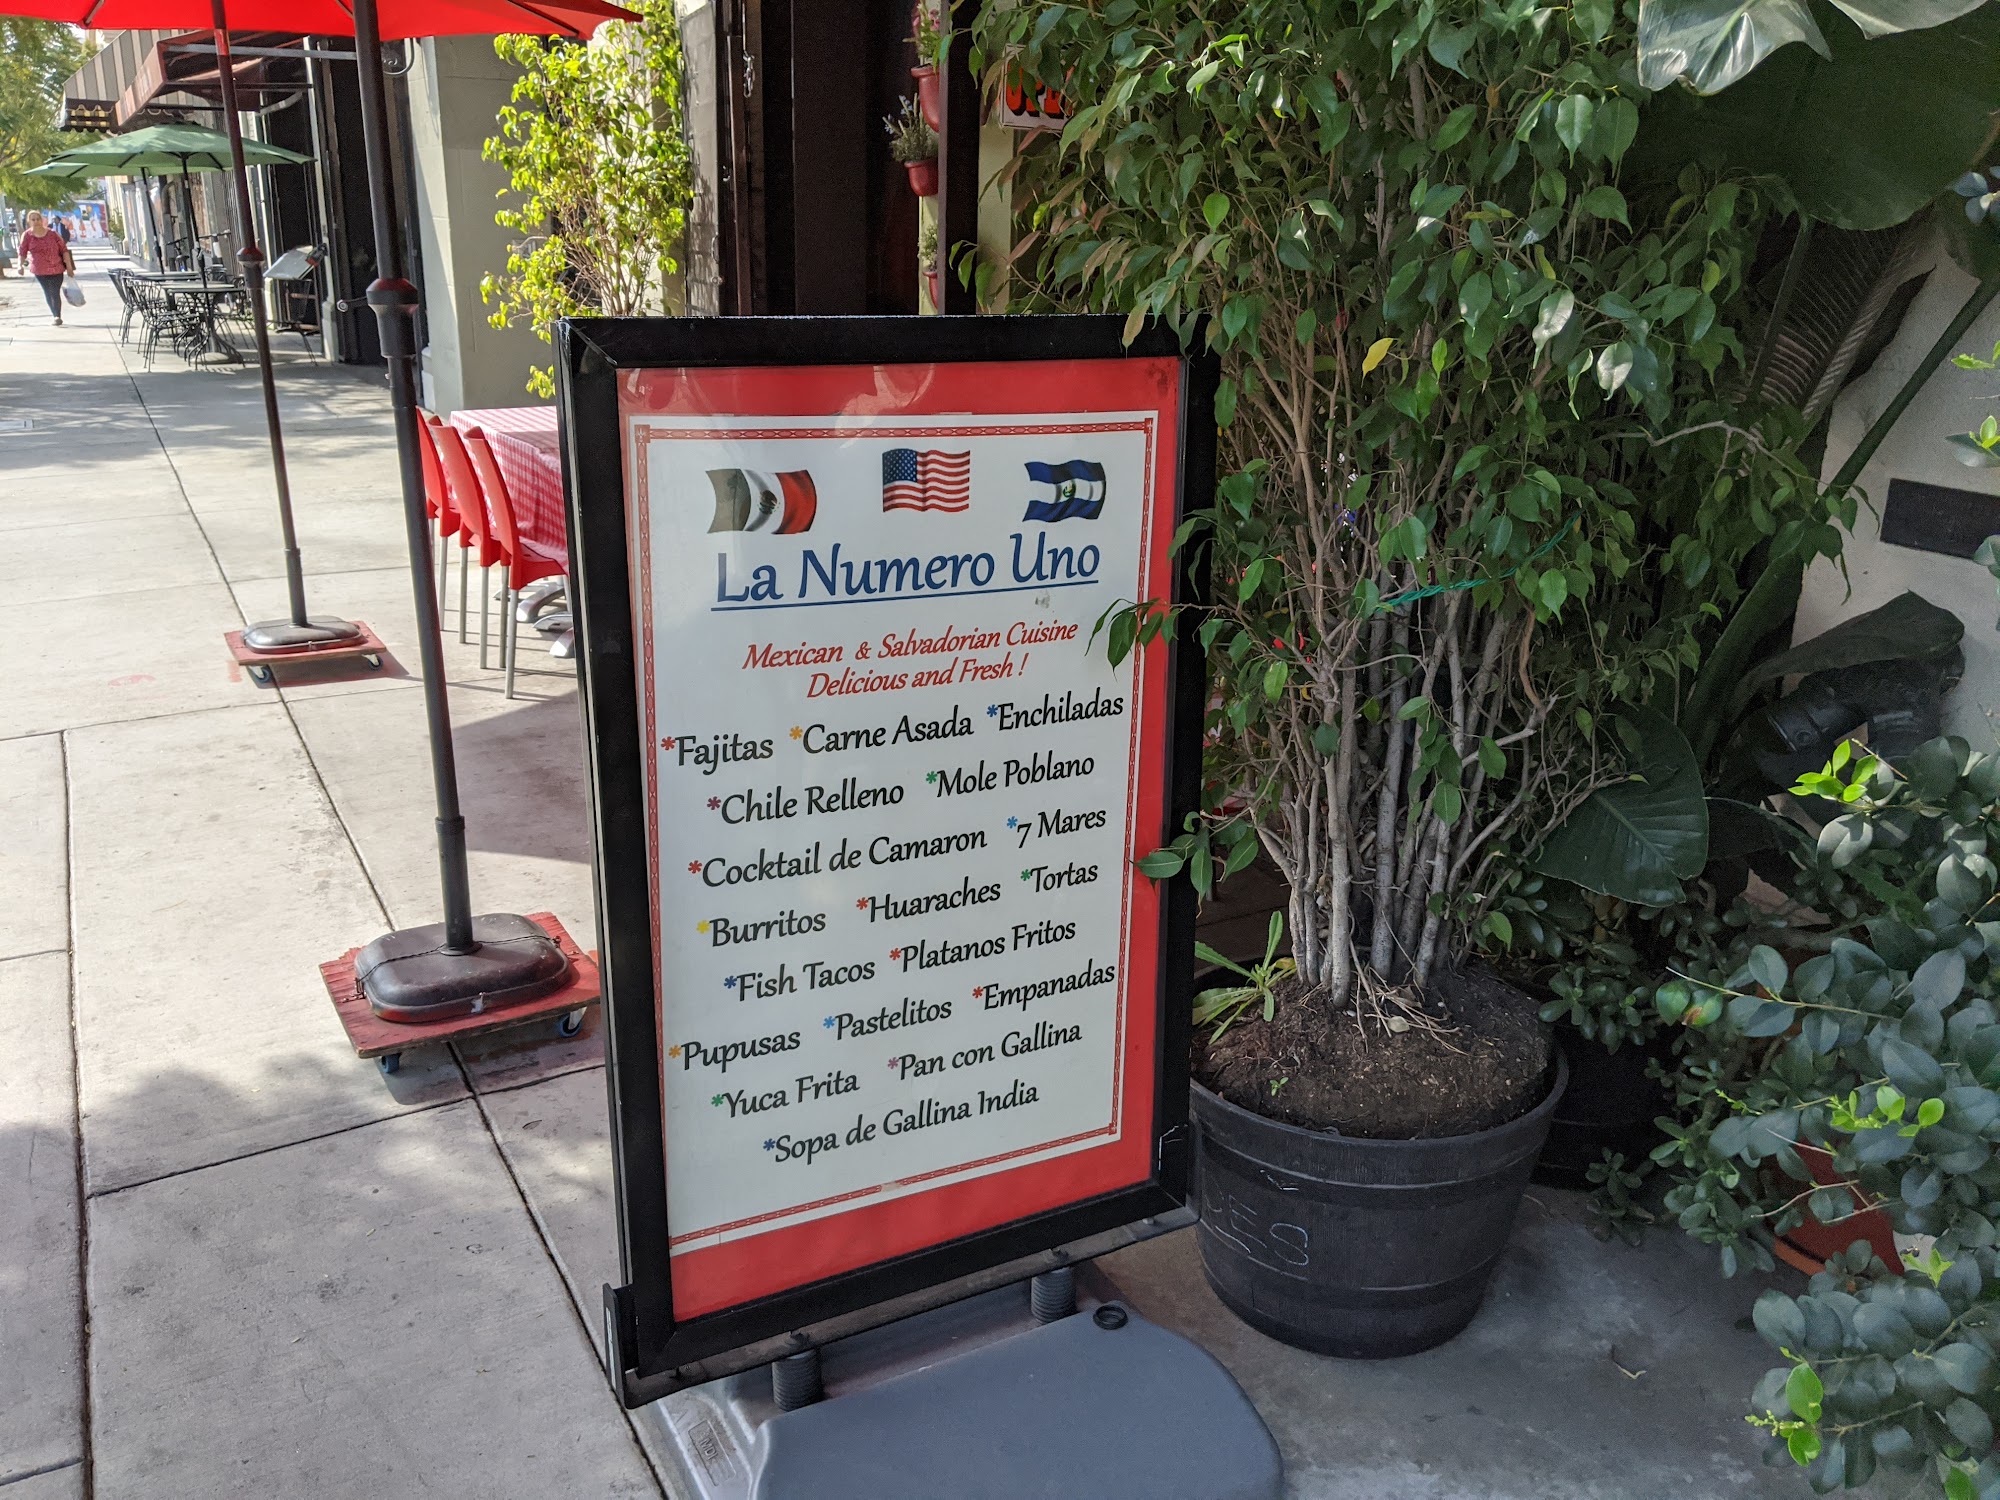 La Numero Uno
Mexican & Salvadorian Cuisine
Delicious and Fresh !
*Fajitas *Carne Asada *Enchiladas
*Chile Relleno *Mole Poblano
*Cocktail de Camaron *7 Mares
*Burritos *Huaraches *Tortas
*Fish Tacos *Platanos Fritos
*Pupusas *Pastelitos *Empanadas
*Yuca Frita *Pan con Gallina
*Sopa de Gallina India